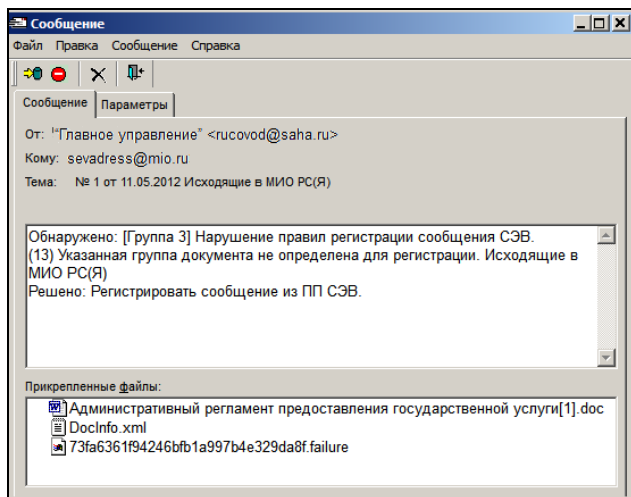 Сообщение
Файл Правка Сообщение Справка
Сообщение Параметры
От: "Главное управление" <rucovod@saha.ru>
Кому: sevadress@mio.ru
Тема: № 1 от 11.05.2012 Исходящие в МИО РС(Я)
Обнаружено: [Группа 3] Нарушение правил регистрации сообщения СЭВ.
(13) Указанная группа документа не определена для регистрации. Исходящие в
МИО РС(Я)
Решено: Регистрировать сообщение из ПП СЭВ.
Прикрепленные файлы:
Административный регламент предоставления государственной услуги[1].doc
DocInfo.xml
73fa6361f94246bfb1a997b4e329da8f.failure